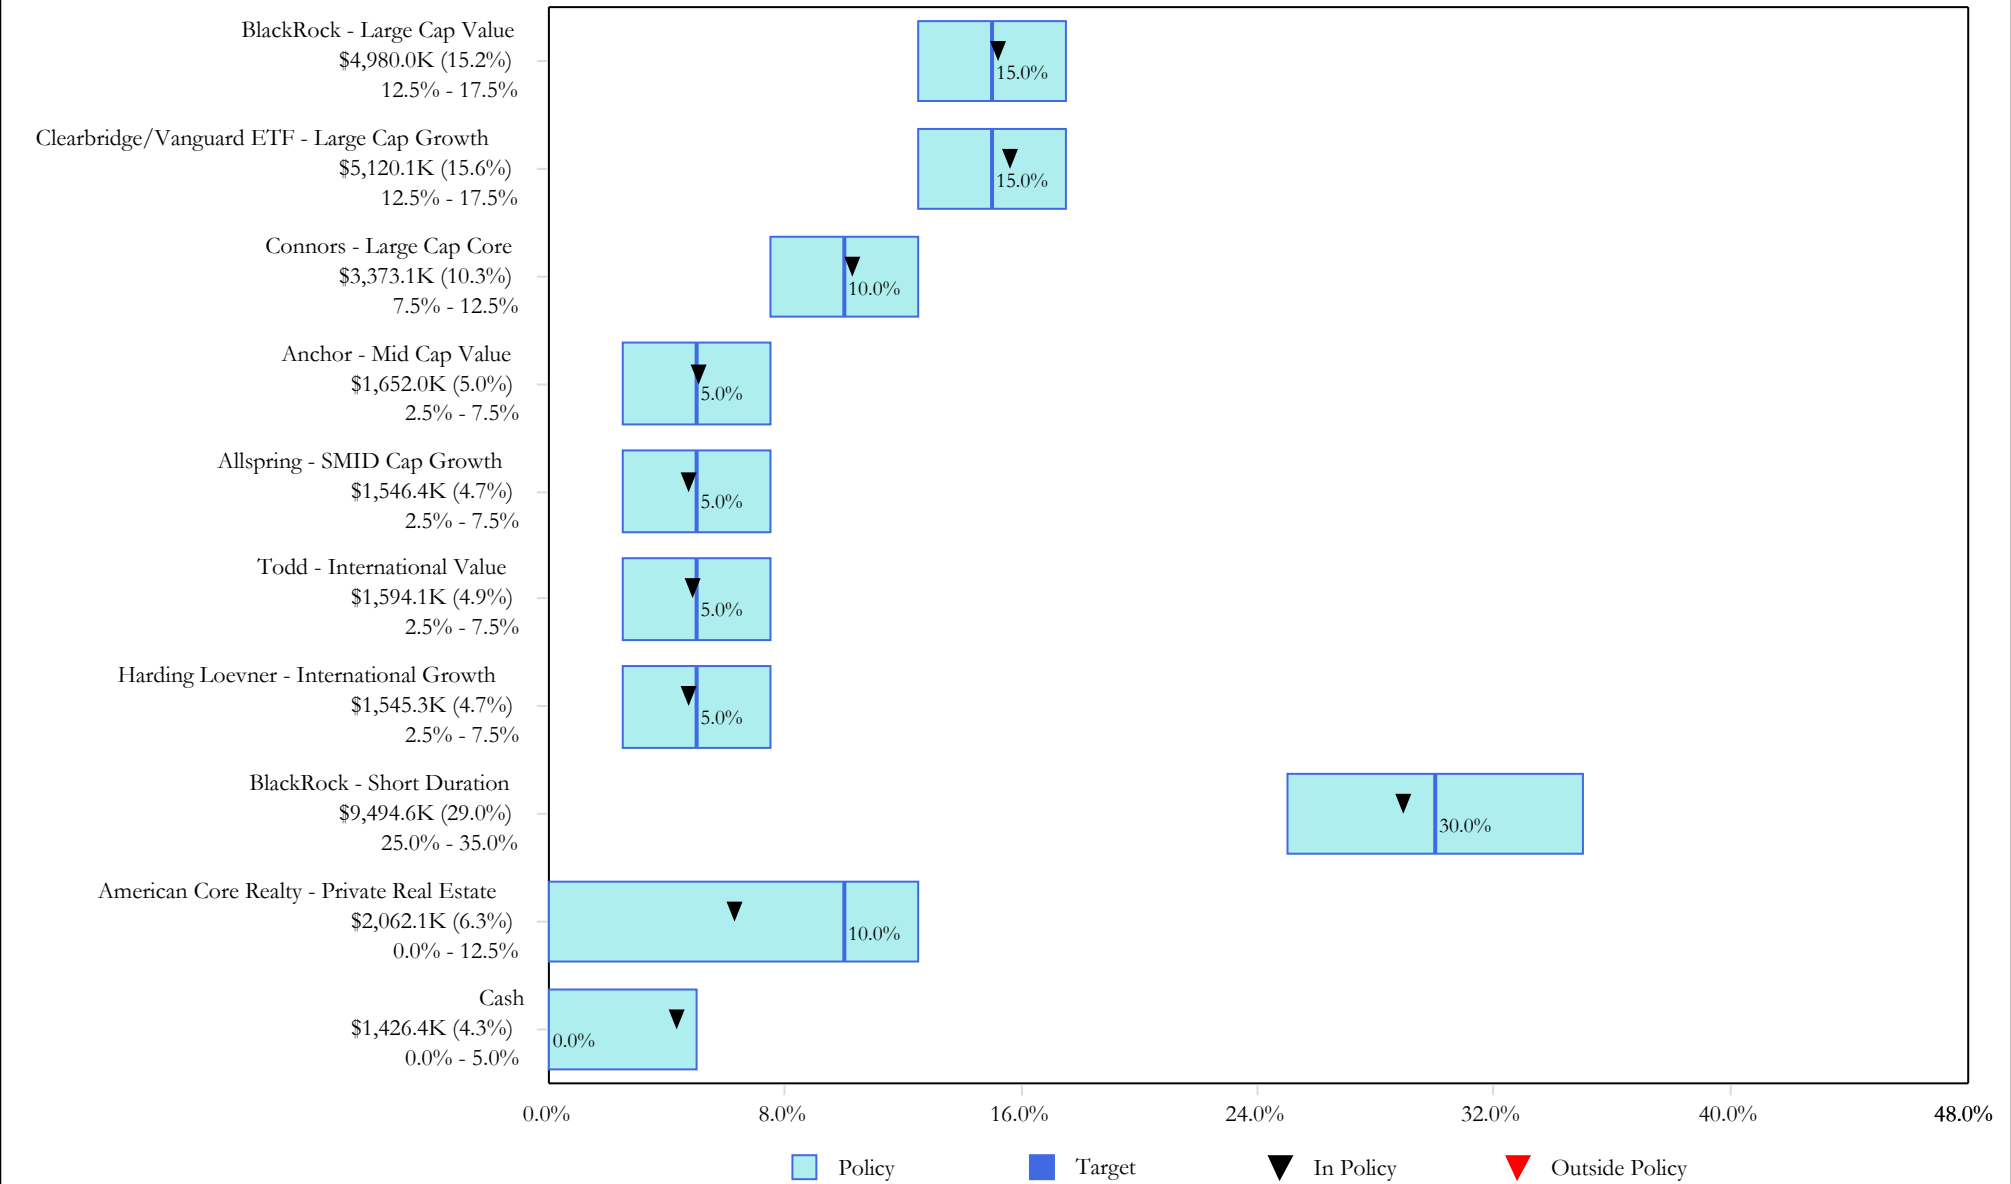 BlackRock - Large Cap Value
$4,980.0K (15.2%)
12.5% - 17.5%
15.0%
Clearbridge/Vanguard ETF - Large Cap Growth
$5,120.1K (15.6%)
12.5% - 17.5%
15.0%
Connors - Large Cap Core
$3,373.1K (10.3%)
7.5% - 12.5%
10.0%
Anchor - Mid Cap Value
$1,652.0K (5.0%)
2.5% - 7.5%
5.0%
Allspring - SMID Cap Growth
$1,546.4K (4.7%)
2.5% - 7.5%
5.0%
Todd - International Value
$1,594.1K (4.9%)
2.5% - 7.5%
5.0%
Harding Loevner - International Growth
$1,545.3K (4.7%)
2.5% - 7.5%
5.0%
BlackRock - Short Duration
$9,494.6K (29.0%)
25.0% - 35.0%
30.0%
American Core Realty - Private Real Estate
$2,062.1K (6.3%)
0.0% - 12.5%
10.0%
Cash
$1,426.4K (4.3%)
0.0% - 5.0%
0.0%
0.0% 8.0% 16.0% 24.0% 32.0% 40.0% 48.0%
Policy Target In Policy Outside Policy